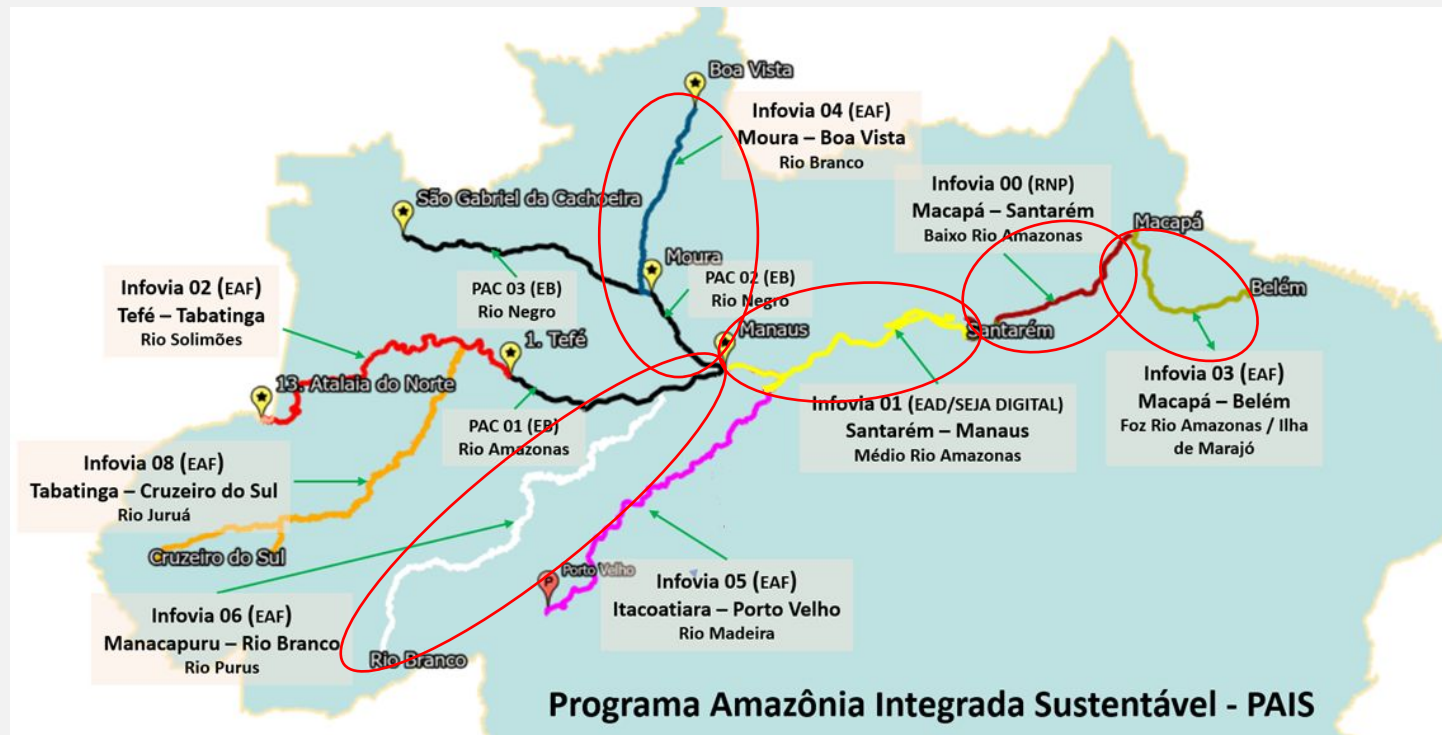 Boa Vista
Infovia 04 (EAF)
Moura – Boa Vista
Rio Branco
São Gabriel da Cachoeira
Infovia 00 (RNP)
Macapá – Santarém
Baixo Rio Amazonas
Macapá
Moura
PAC 03 (EB)
Rio Negro
PAC 02 (EB)
Rio Negro
Infovia 02 (EAF)
Tefé – Tabatinga
Rio Solimões
Belém
1. Tefé
Manaus
Santarém
13. Atalaia do Norte
Infovia 03 (EAF)
Macapá – Belém
Foz Rio Amazonas / Ilha
de Marajó
PAC 01 (EB)
Rio Amazonas
Infovia 01 (EAD/SEJA DIGITAL)
Santarém – Manaus
Médio Rio Amazonas
Infovia 08 (EAF)
Tabatinga – Cruzeiro do Sul
Rio Juruá
Cruzeiro do Sul
P
Porto Velho
Infovia 05 (EAF)
Itacoatiara – Porto Velho
Rio Madeira
Infovia 06 (EAF)
Manacapuru – Rio Branco
Rio Purus
Rio Branco
Programa Amazônia Integrada Sustentável - PAIS